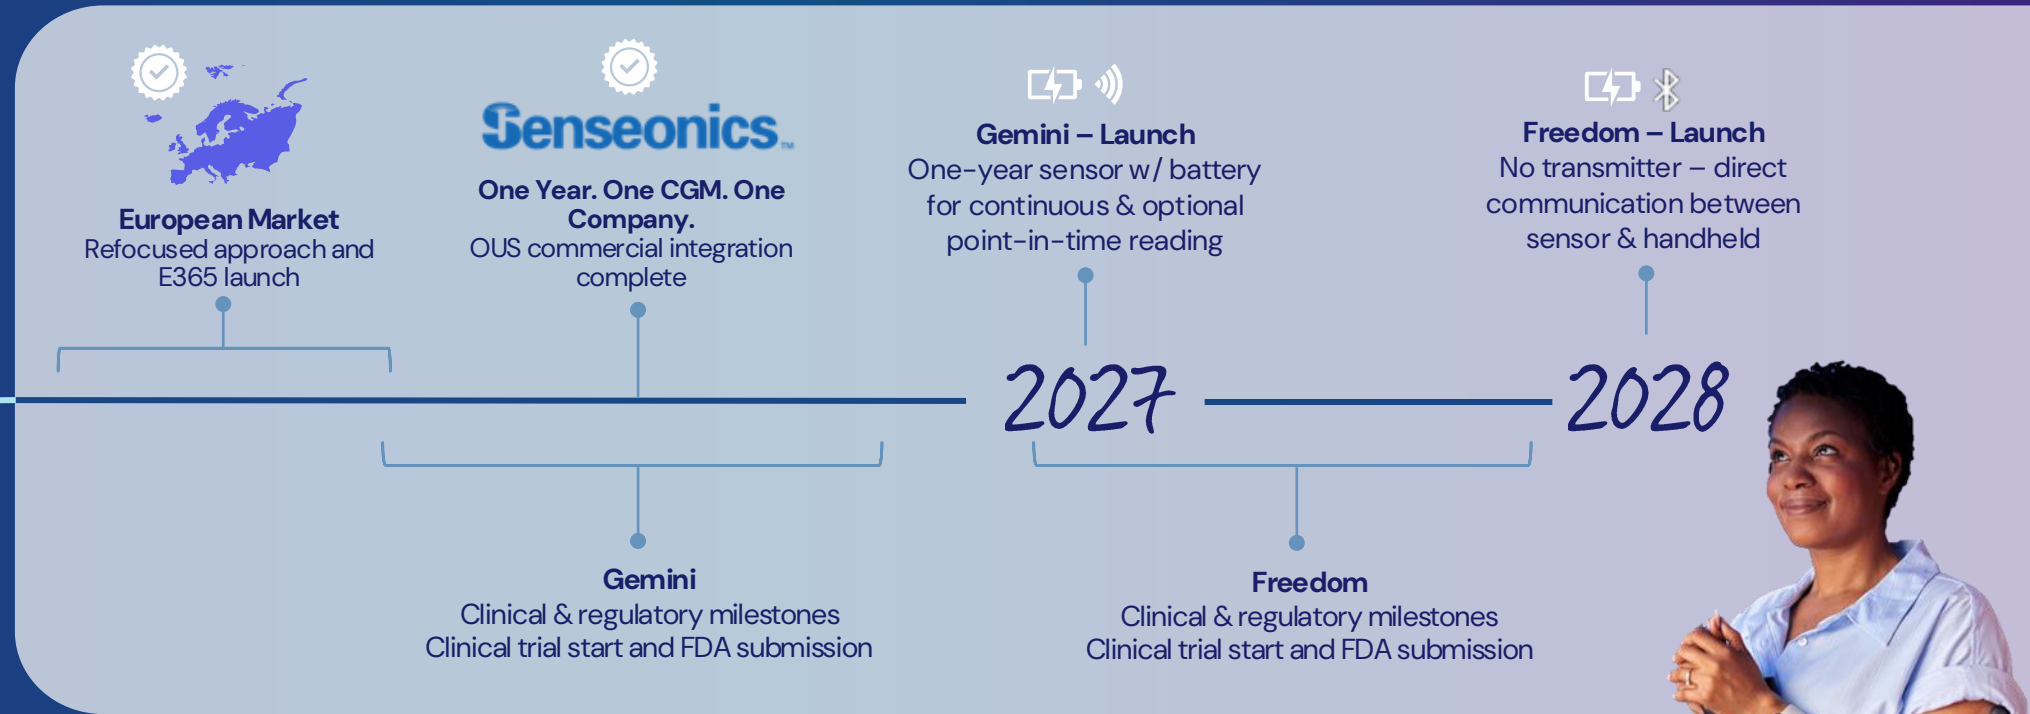 European Market
Refocused approach and
E365 launch
Senseonics™
One Year. One CGM. One
Company.
OUS commercial integration
complete
Gemini – Launch
One-year sensor w/ battery
for continuous & optional
point-in-time reading
Freedom – Launch
No transmitter – direct
communication between
sensor & handheld
2027
2028
Gemini
Clinical & regulatory milestones
Clinical trial start and FDA submission
Freedom
Clinical & regulatory milestones
Clinical trial start and FDA submission